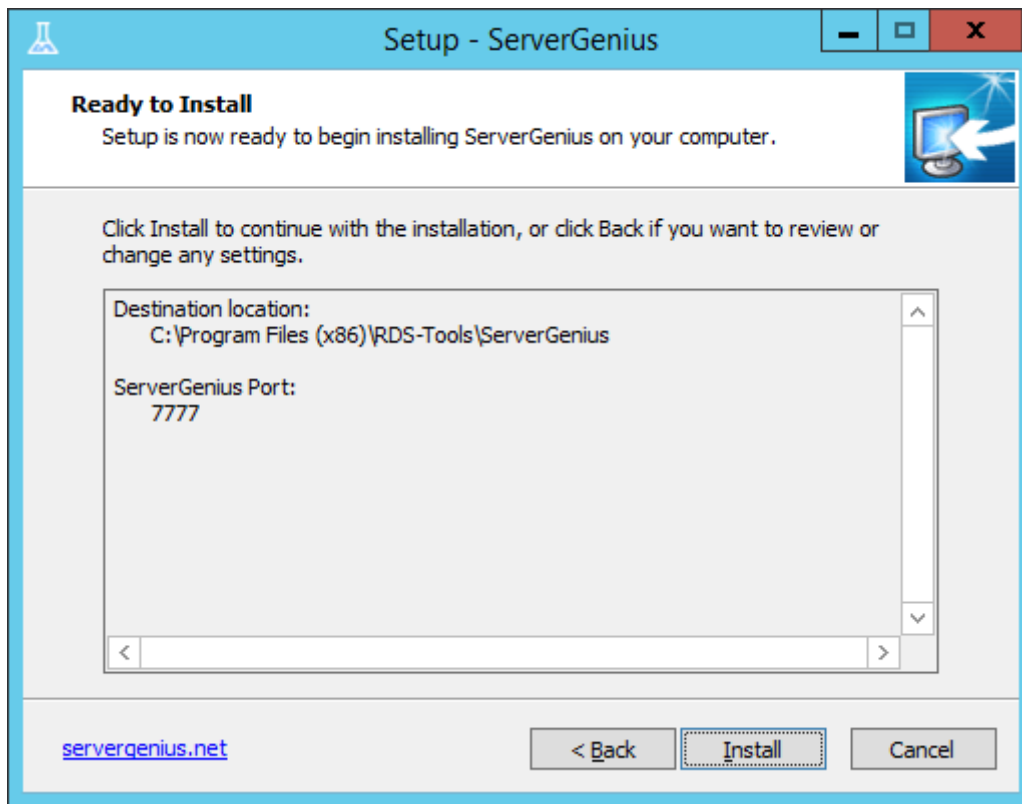 Setup - ServerGenius
Ready to Install
Setup is now ready to begin installing ServerGenius on your computer.
Click Install to continue with the installation, or click Back if you want to review or
change any settings.
Destination location:
C:\Program Files (x86)\RDS-Tools\ServerGenius
ServerGenius Port:
7777
servergenius.net
< Back
Install
Cancel